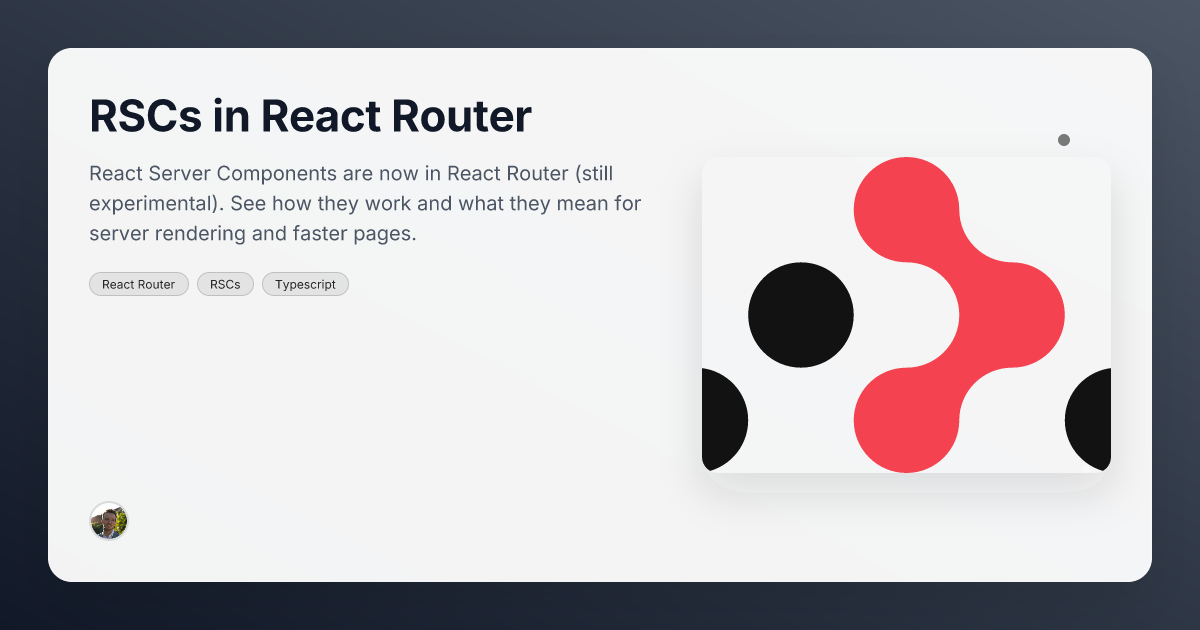 RSCs in React Router
React Server Components are now in React Router (still
experimental). See how they work and what they mean for
server rendering and faster pages.
React Router
RSCs
Typescript